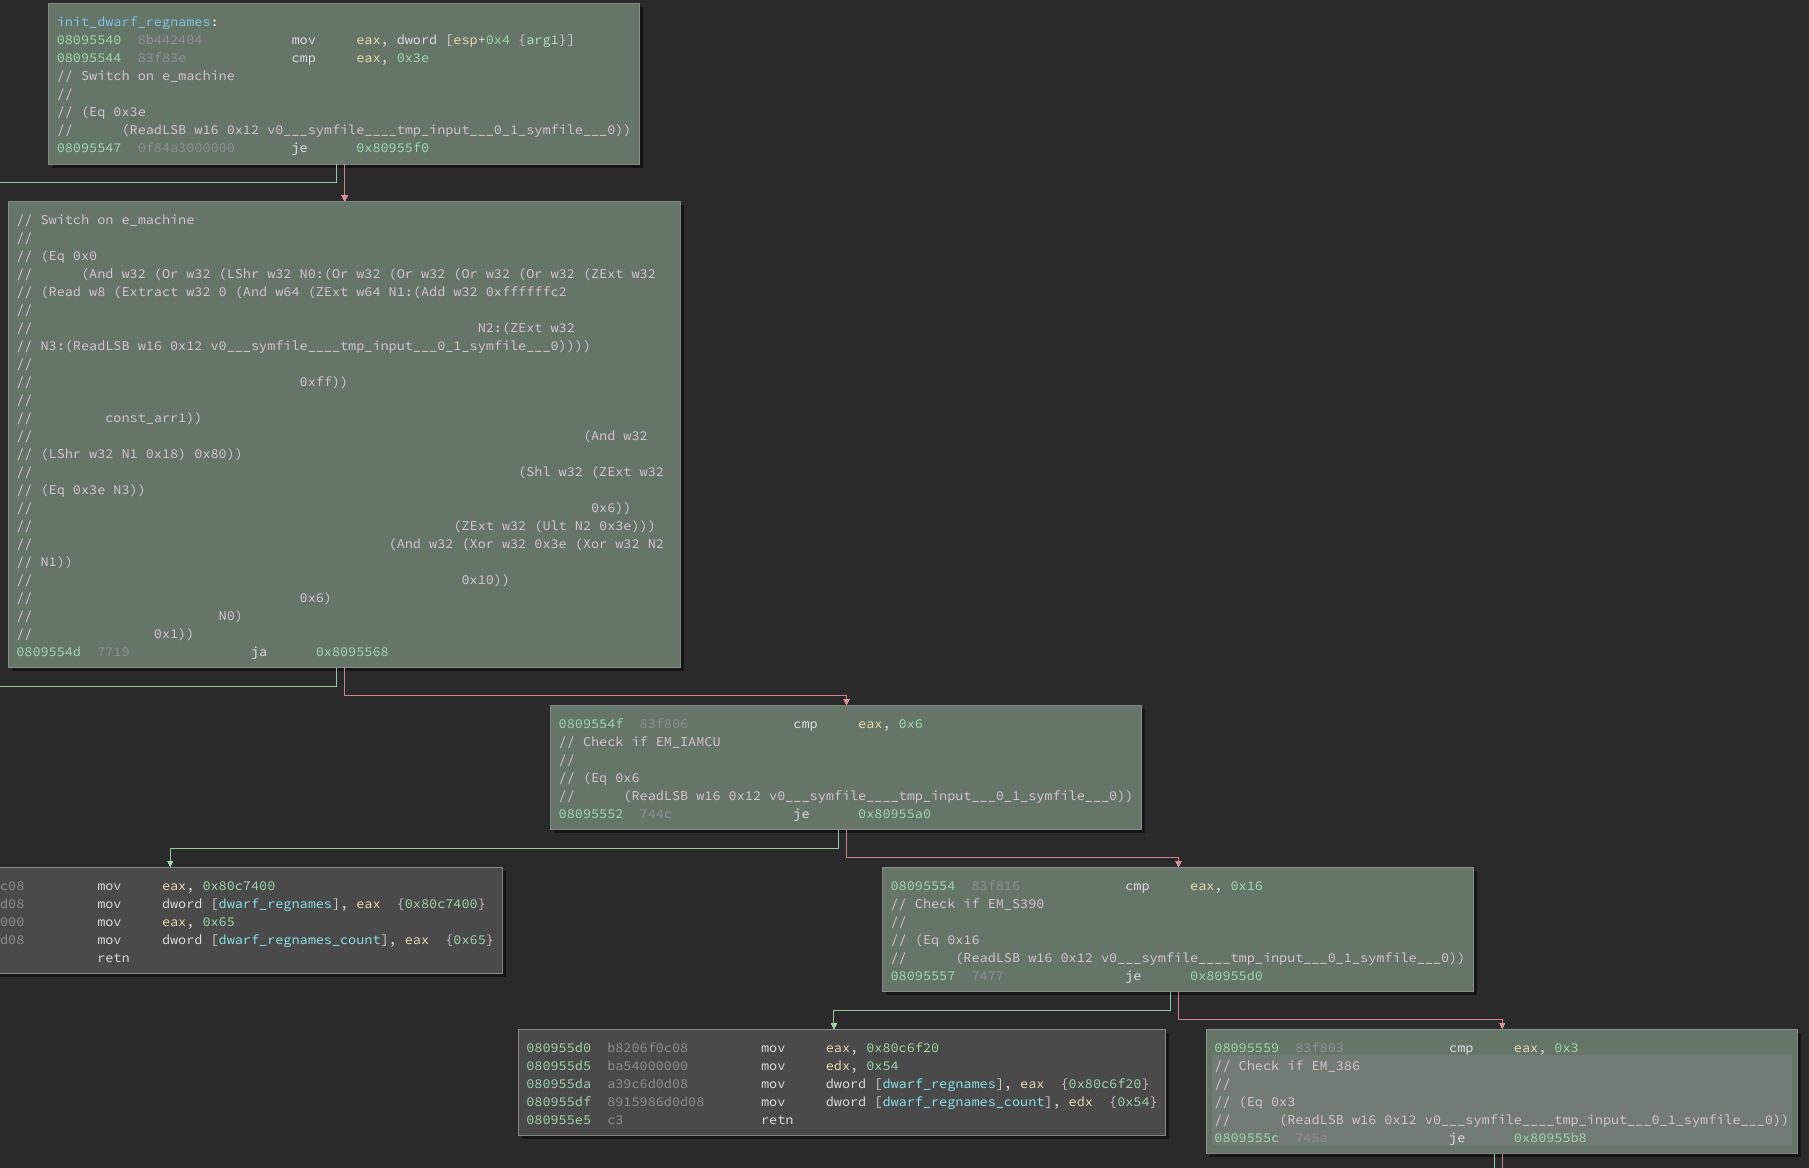 init_dwarf_regnames:
08095540  8b442404           mov     eax, dword [esp+0x4 {arg1}]
08095544  83f83e             cmp     eax, 0x3e
// Switch on e_machine
//
// (Eq 0x3e
//      (ReadLSB w16 0x12 v0___symfile____tmp_input___0_1_symfile___0))
08095547  0f84a3000000       je      0x80955f0
// Switch on e_machine
//
// (Eq 0x0
//      (And w32 (Or w32 (LShr w32 N0:(Or w32 (Or w32 (Or w32 (Or w32 (ZExt w32
// (Read w8 (Extract w32 0 (And w64 (ZExt w64 N1:(Add w32 0xffffffc2
//
//                                                       N2:(ZExt w32
// N3:(ReadLSB w16 0x12 v0___symfile____tmp_input___0_1_symfile___0))))
//
//                                 0xff))
//
//         const_arr1))
//                                                                    (And w32
// (LShr w32 N1 0x18) 0x80))
//                                                            (Shl w32 (ZExt w32
// (Eq 0x3e N3))
//                                                                     0x6))
//                                                    (ZExt w32 (Ult N2 0x3e)))
//                                            (And w32 (Xor w32 0x3e (Xor w32 N2
// N1))
//                                                     0x10))
//                                 0x6)
//                       N0)
//               0x1))
0809554d  7719               ja      0x8095568
0809554f  83f806             cmp     eax, 0x6
// Check if EM_IAMCU
//
// (Eq 0x6
//      (ReadLSB w16 0x12 v0___symfile____tmp_input___0_1_symfile___0))
08095552  744c               je      0x80955a0
c08         mov     eax, 0x80c7400
d08         mov     dword [dwarf_regnames], eax  {0x80c7400}
000         mov     eax, 0x65
d08         mov     dword [dwarf_regnames_count], eax  {0x65}
retn
08095554  83f816             cmp     eax, 0x16
// Check if EM_S390
//
// (Eq 0x16
//      (ReadLSB w16 0x12 v0___symfile____tmp_input___0_1_symfile___0))
08095557  7477               je      0x80955d0
080955d0  b8206f0c08         mov     eax, 0x80c6f20
080955d5  ba54000000         mov     edx, 0x54
080955da  a39c6d0d08         mov     dword [dwarf_regnames], eax  {0x80c6f20}
080955df  8915986d0d08       mov     dword [dwarf_regnames_count], edx  {0x54}
080955e5  c3                 retn
08095559  83f803             cmp     eax, 0x3
// Check if EM_386
//
// (Eq 0x3
//      (ReadLSB w16 0x12 v0___symfile____tmp_input___0_1_symfile___0))
0809555c  745a               je      0x80955b8